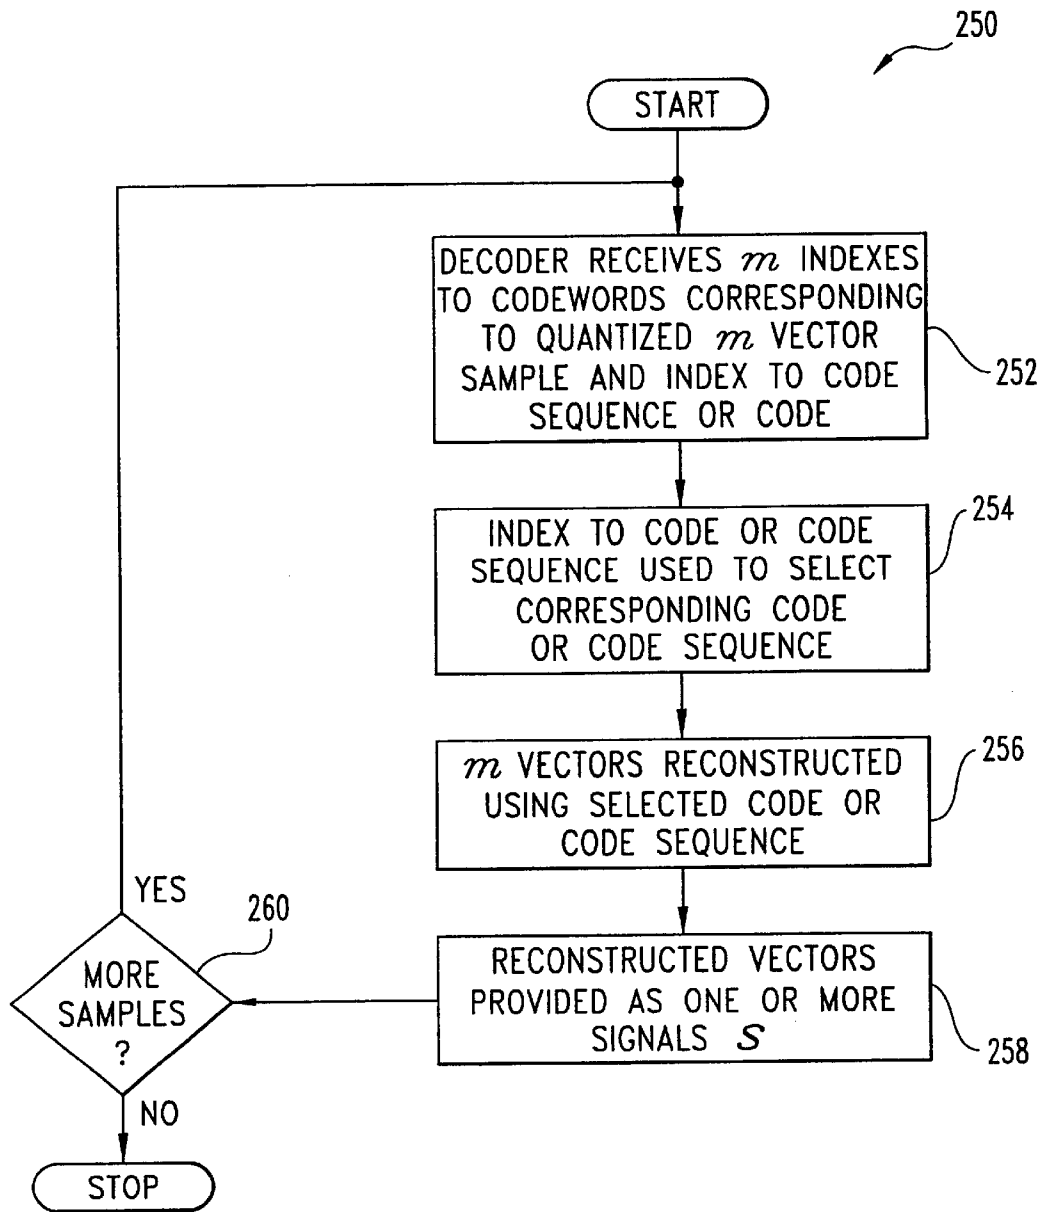 250
START
DECODER RECEIVES m INDEXES
TO CODEWORDS CORRESPONDING
TO QUANTIZED m VECTOR
SAMPLE AND INDEX TO CODE
SEQUENCE OR CODE
252
INDEX TO CODE OR CODE
SEQUENCE USED TO SELECT
CORRESPONDING CODE
OR CODE SEQUENCE
254
m VECTORS RECONSTRUCTED
USING SELECTED CODE OR
CODE SEQUENCE
256
RECONSTRUCTED VECTORS
PROVIDED AS ONE OR MORE
SIGNALS S
258
YES
260
MORE
SAMPLES
?
NO
STOP